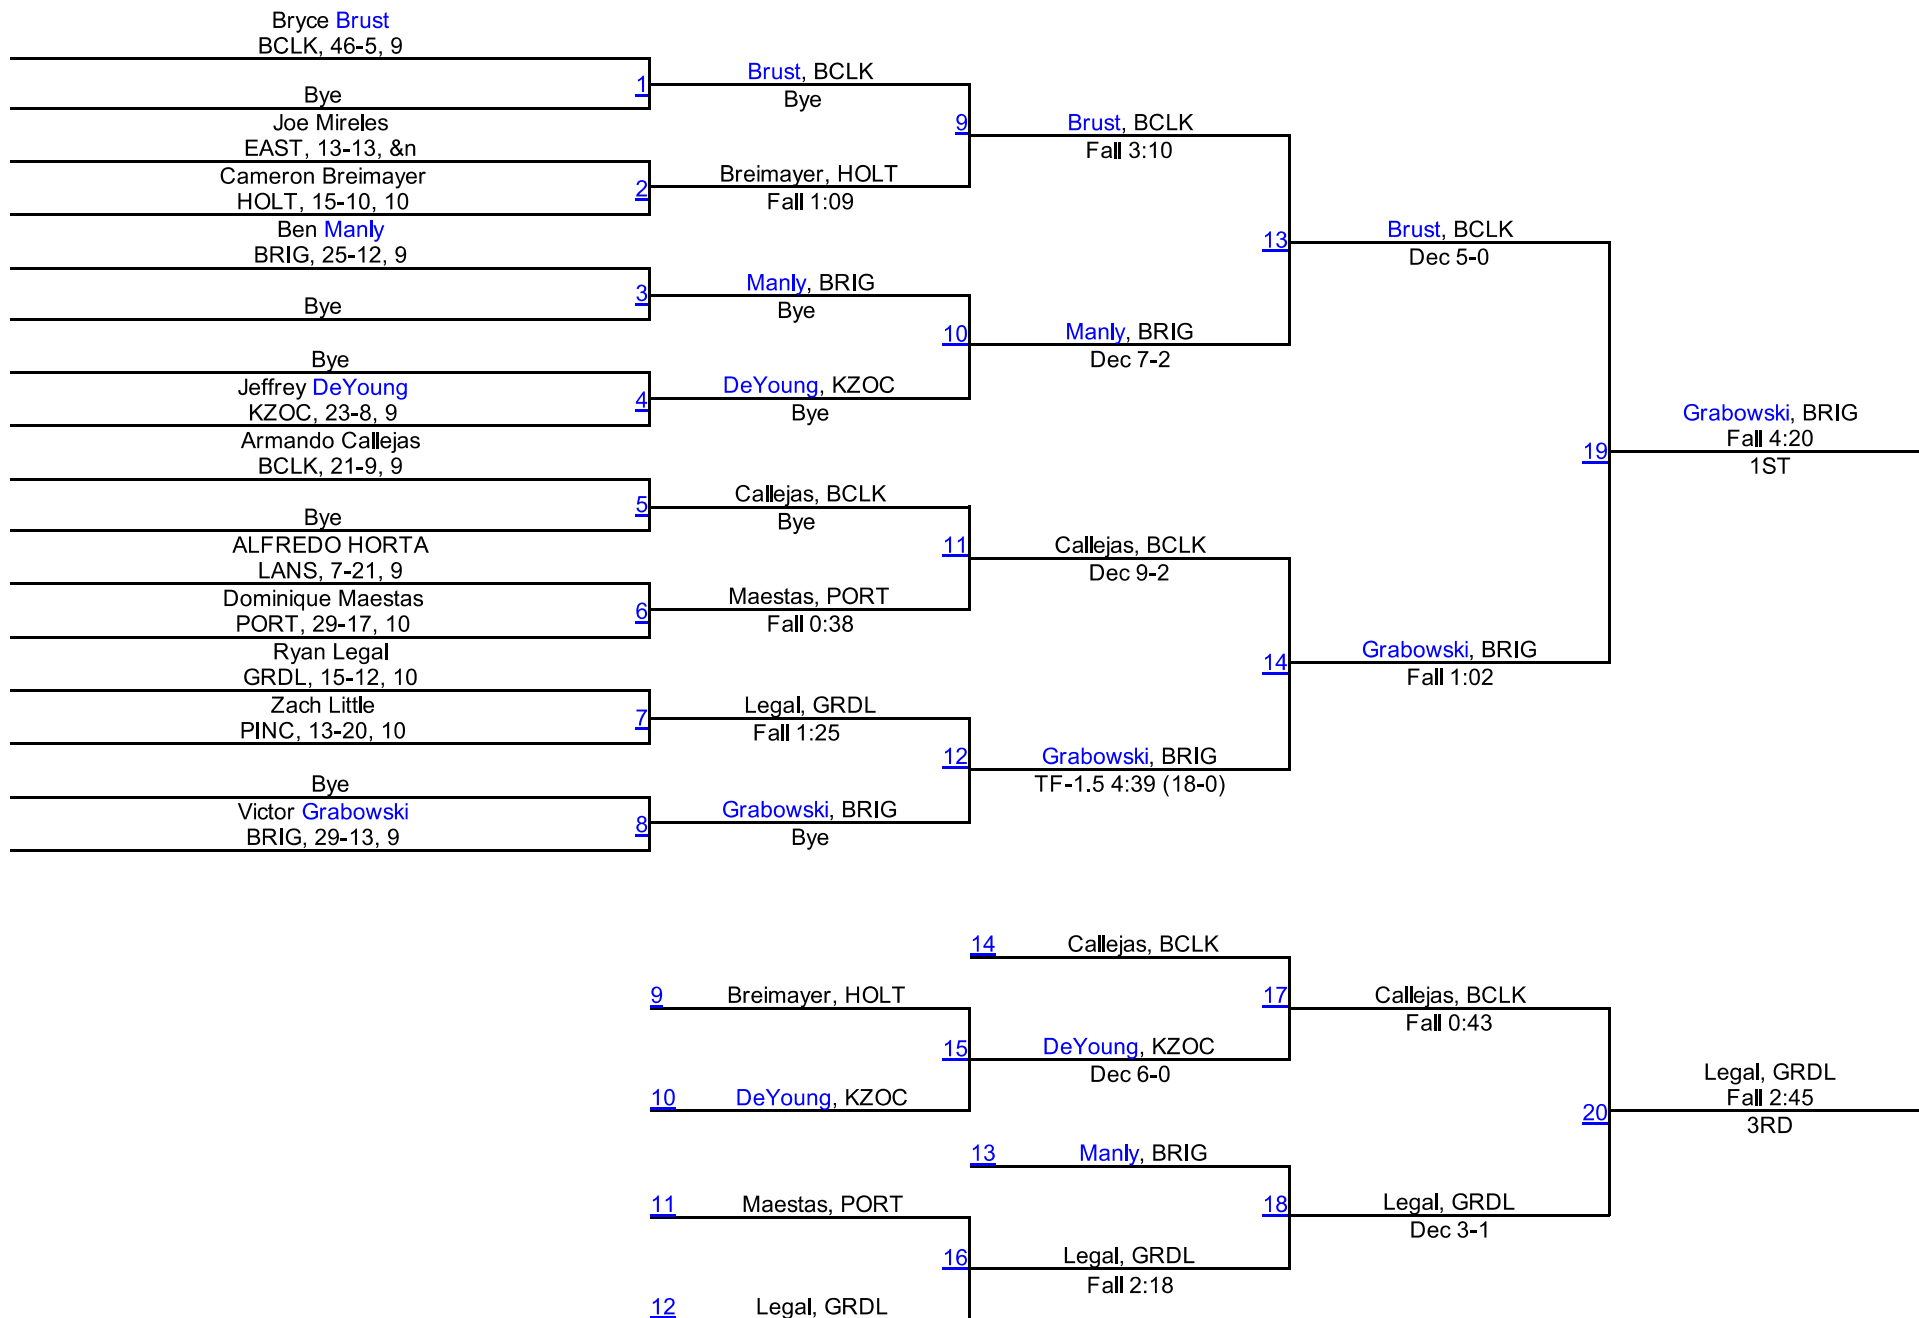 Bryce Brust
BCLK, 46-5, 9
1
Bye
Brust, BCLK
Bye
Joe Mireles
EAST, 13-13, &n
9
Brust, BCLK
Fall 3:10
Cameron Breimayer
HOLT, 15-10, 10
2
Breimayer, HOLT
Fall 1:09
Ben Manly
BRIG, 25-12, 9
13
Brust, BCLK
Dec 5-0
3
Bye
Manly, BRIG
Bye
10
Manly, BRIG
Dec 7-2
Bye
Jeffrey DeYoung
KZOC, 23-8, 9
4
DeYoung, KZOC
Bye
Armando Callejas
BCLK, 21-9, 9
19
Grabowski, BRIG
Fall 4:20
1ST
5
Bye
Callejas, BCLK
Bye
ALFREDO HORTA
LANS, 7-21, 9
11
Callejas, BCLK
Dec 9-2
Dominique Maestas
PORT, 29-17, 10
6
Maestas, PORT
Fall 0:38
Ryan Legal
GRDL, 15-12, 10
14
Grabowski, BRIG
Fall 1:02
Zach Little
PINC, 13-20, 10
7
Legal, GRDL
Fall 1:25
12
Grabowski, BRIG
TF-1.5 4:39 (18-0)
Bye
Victor Grabowski
BRIG, 29-13, 9
8
Grabowski, BRIG
Bye
14
Callejas, BCLK
9
Breimayer, HOLT
17
Callejas, BCLK
Fall 0:43
15
DeYoung, KZOC
Dec 6-0
10
DeYoung, KZOC
20
Legal, GRDL
Fall 2:45
3RD
13
Manly, BRIG
11
Maestas, PORT
18
Legal, GRDL
Dec 3-1
16
Legal, GRDL
Fall 2:18
12
Legal, GRDL